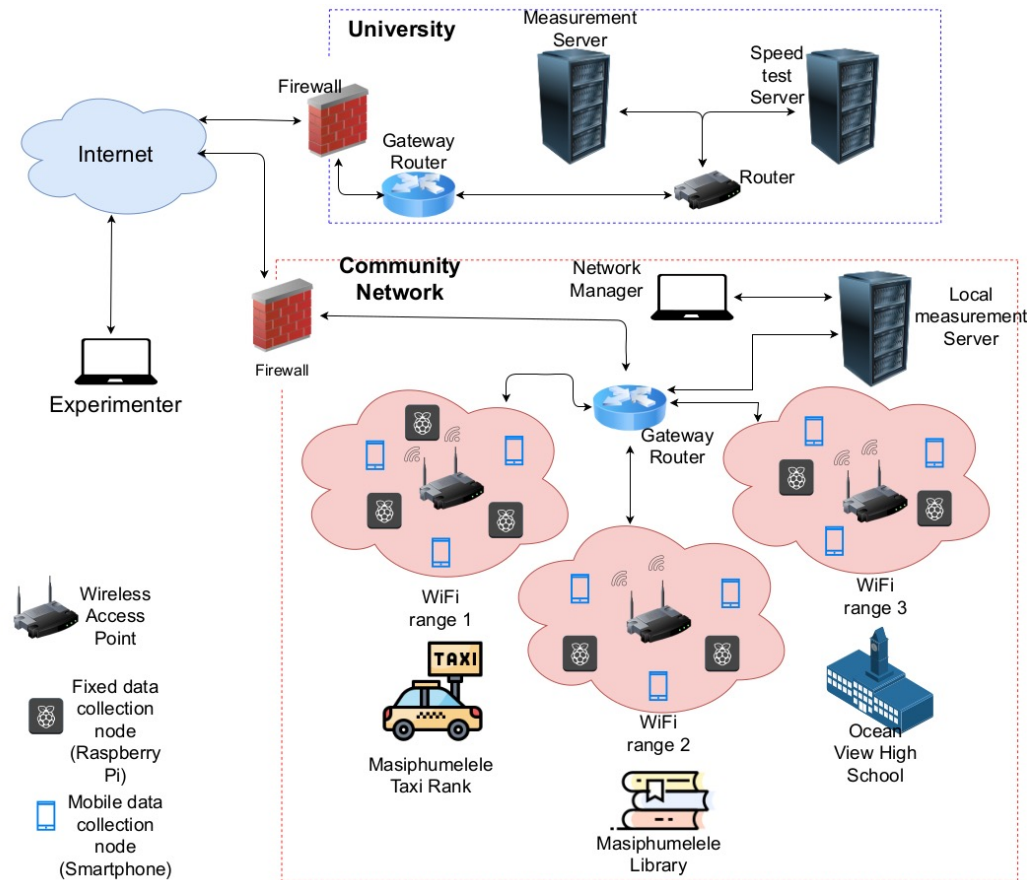 University
Measurement
Server
Speed
test
Server
Firewall
Gateway
Router
Router
Internet
Community
Network
Network
Manager
Local
measurement
Server
Firewall
Experimenter
Gateway
Router
WiFi
range 1
WiFi
range 2
WiFi
range 3
TAXI
Masiphumelele
Taxi Rank
Masiphumelele
Library
Ocean
View High
School
Wireless
Access
Point
Fixed data
collection
node
(Raspberry
Pi)
Mobile data
collection
node
(Smartphone)